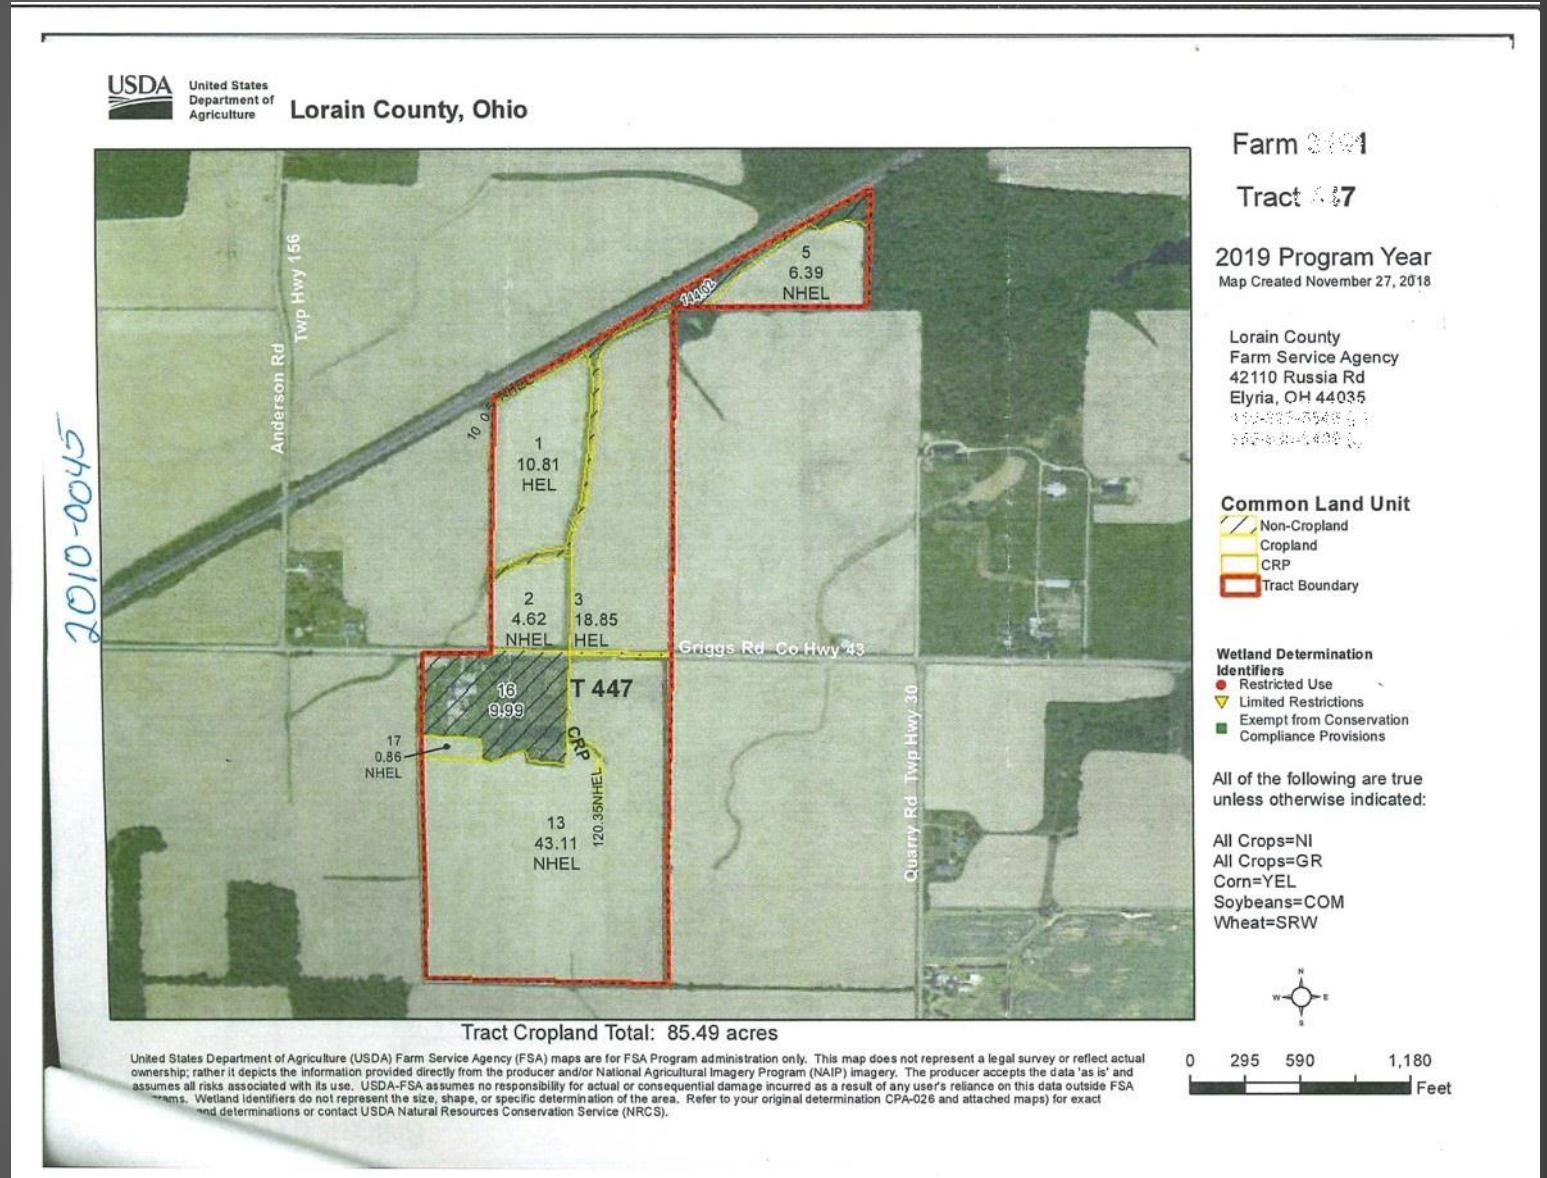 USDA
United States
Department of
Agriculture
Lorain County, Ohio
Farm
Tract
2019 Program Year
Map Created November 27, 2018
Lorain County
Farm Service Agency
42110 Russia Rd
Elyria, OH 44035
Common Land Unit
Non-Cropland
Cropland
CRP
Tract Boundary
Wetland Determination
Identifiers
Restricted Use
Limited Restrictions
Exempt from Conservation
Compliance Provisions
All of the following are true
unless otherwise indicated:
All Crops=NI
All Crops=GR
Corn=YEL
Soybeans=COM
Wheat=SRW
N
W E
S
0 295 590 1,180
Feet
2010-0045
Twp Hwy 156
Anderson Rd
5
6.39
NHEL
10
NHEL
1
10.81
HEL
2
4.62
NHEL
3
18.85
HEL
Griggs Rd Co Hwy 43
16
9.99
T 447
CRP
17
0.86
NHEL
120.35NHEL
13
43.11
NHEL
Quarry Rd Twp Hwy 30
Tract Cropland Total: 85.49 acres
United States Department of Agriculture (USDA) Farm Service Agency (FSA) maps are for FSA Program administration only. This map does not represent a legal survey or reflect actual
ownership; rather it depicts the information provided directly from the producer and/or National Agricultural Imagery Program (NAIP) imagery. The producer accepts the data 'as is' and
assumes all risks associated with its use. USDA-FSA assumes no responsibility for actual or consequential damage incurred as a result of any user's reliance on this data outside FSA
Wetland Identifiers do not represent the size, shape, or specific determination of the area. Refer to your original determination CPA-026 and attached maps) for exact
determinations or contact USDA Natural Resources Conservation Service (NRCS).